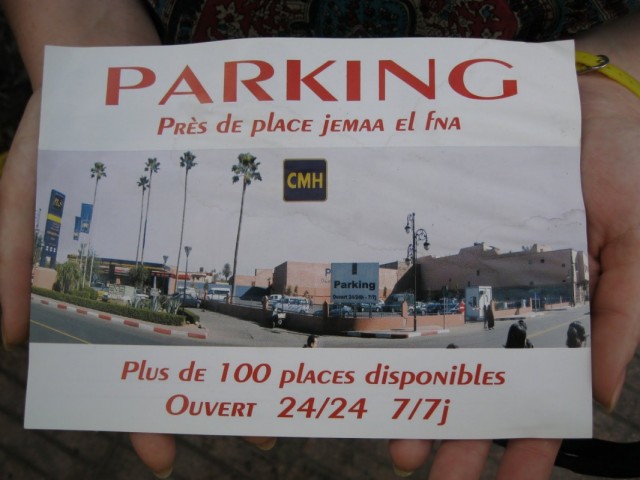 PARKING
Près de place jemaa el fna
CMH
Parking
Plus de 100 places disponibles
Ouvert 24/24 7/7j